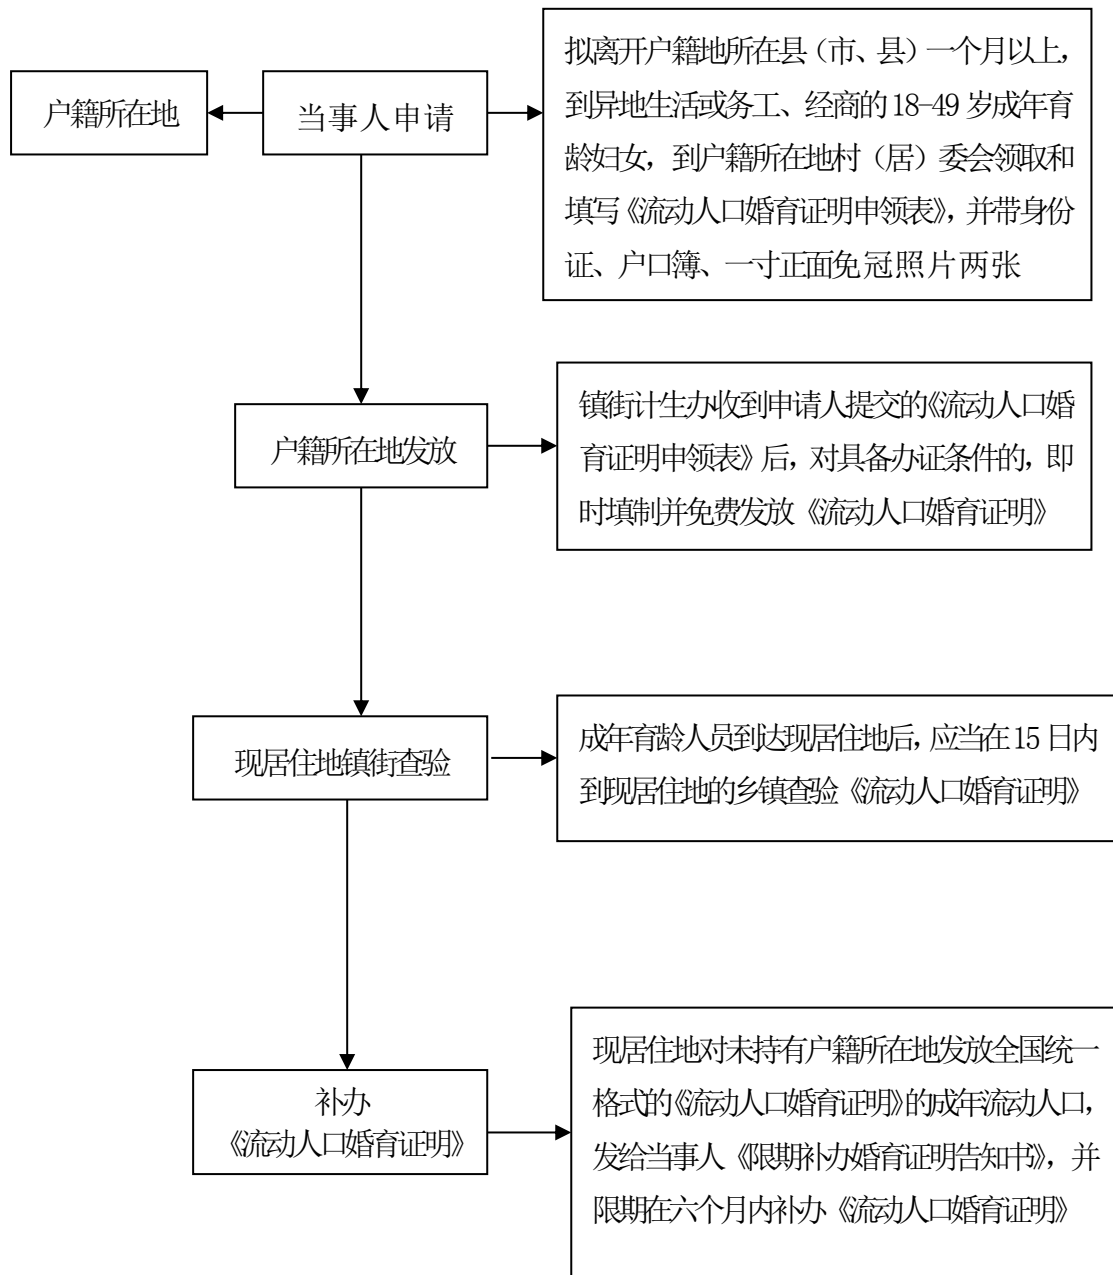 户籍所在地
当事人申请
拟离开户籍地所在县（市、县）一个月以上，
到异地生活或务工、经商的18-49岁成年育
龄妇女，到户籍所在地村（居）委会领取和
填写《流动人口婚育证明申领表》，并带身份
证、户口簿、一寸正面免冠照片两张
户籍所在地发放
镇街计生办收到申请人提交的《流动人口婚
育证明申领表》后，对具备办证条件的，即
时填制并免费发放《流动人口婚育证明》
现居住地镇街查验
成年育龄人员到达现居住地后，应当在15日内
到现居住地的乡镇查验《流动人口婚育证明》
补办
《流动人口婚育证明》
现居住地对未持有户籍所在地发放全国统一
格式的《流动人口婚育证明》的成年流动人口，
发给当事人《限期补办婚育证明告知书》，并
限期在六个月内补办《流动人口婚育证明》